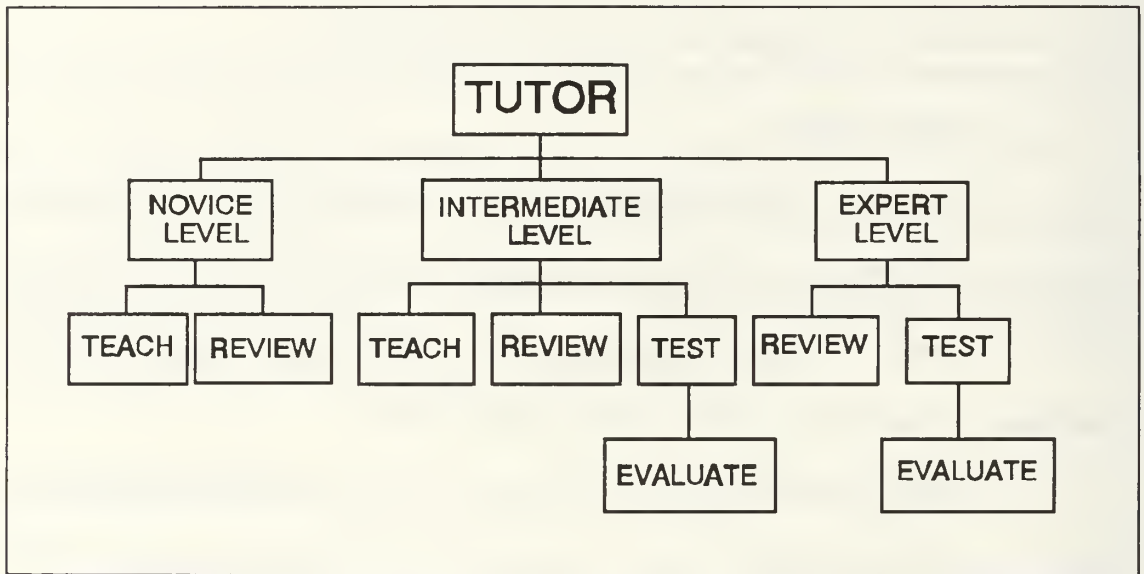 TUTOR
NOVICE
LEVEL
INTERMEDIATE
LEVEL
EXPERT
LEVEL
TEACH
REVIEW
TEACH
REVIEW
TEST
REVIEW
TEST
EVALUATE
EVALUATE